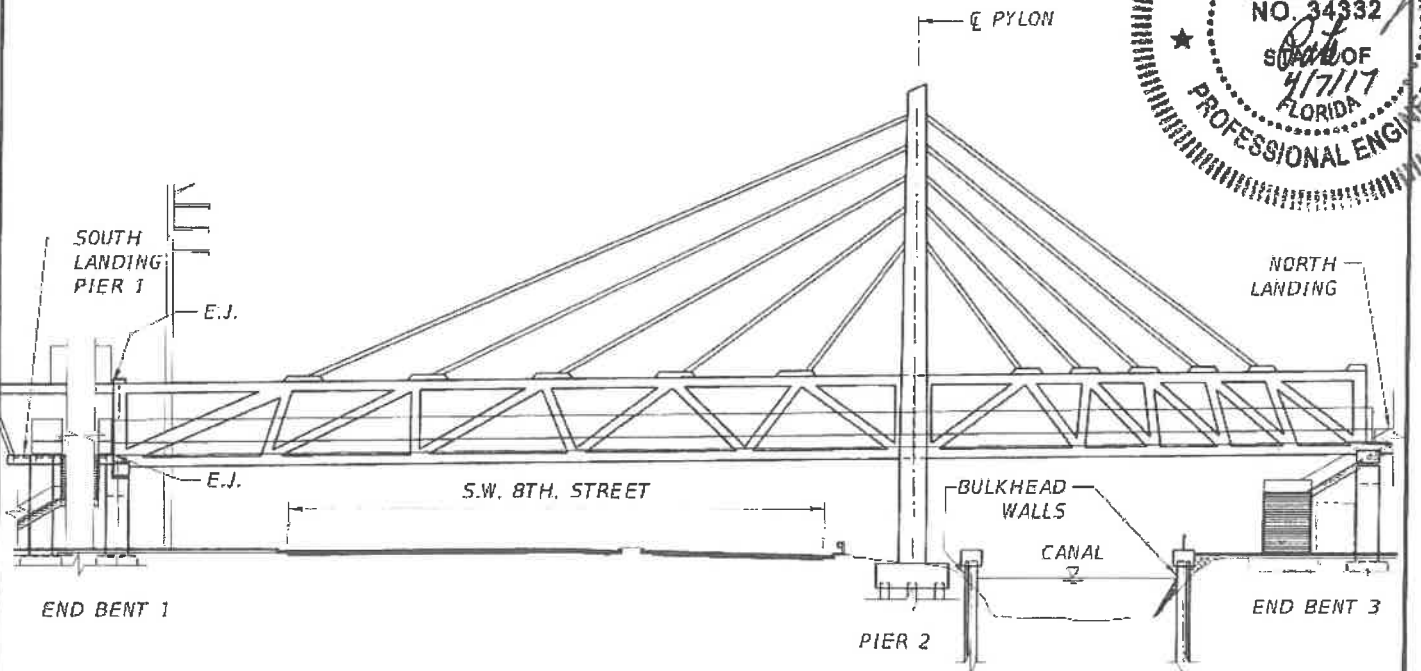 ℄ PYLON
NO. 34332
STATE OF
4/7/17
FLORIDA
PROFESSIONAL
SOUTH
LANDING
PIER 1
E.J.
NORTH
LANDING
E.J.
S.W. 8TH. STREET
BULKHEAD
WALLS
CANAL
END BENT 1
PIER 2
END BENT 3